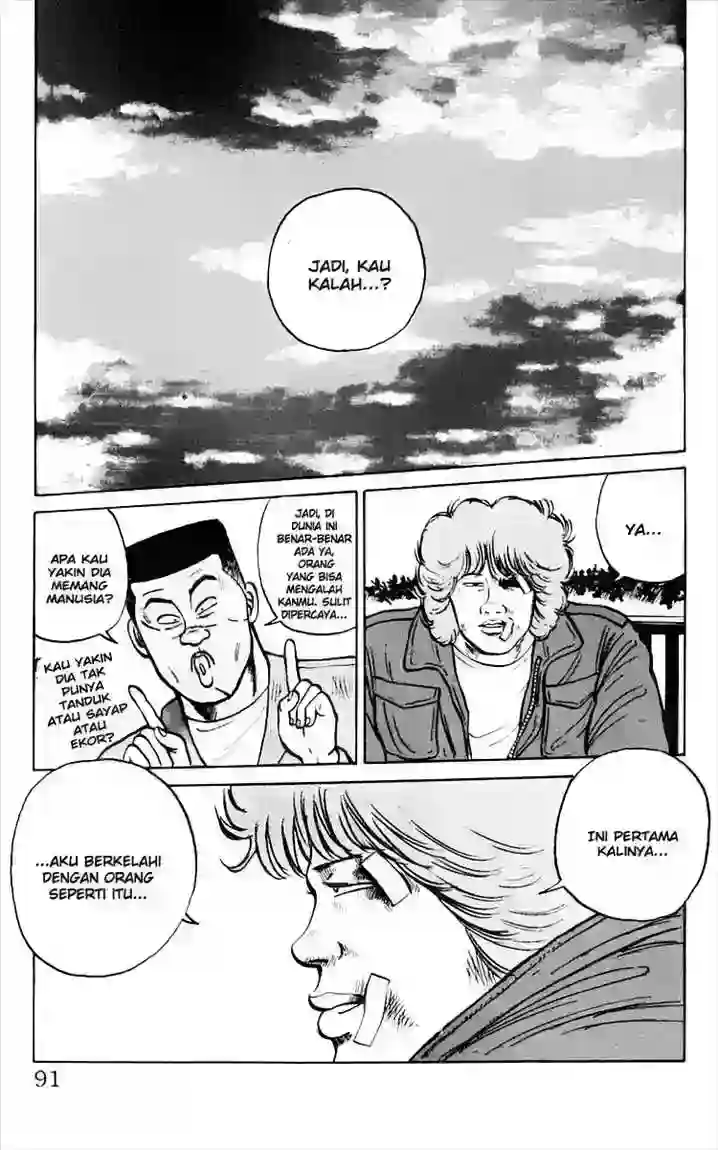 JADI, KAU
KALAH...?
YA...
JADI, DI
DUNIA INI
BENAR-BENAR
ADA YA,
ORANG
YANG BISA
MENGALAH
KANMU. SULIT
DIPERCAYA...
APA KAU
YAKIN DIA
MEMANG
MANUSIA?
KAU YAKIN
DIA TAK
PUNYA
TANDUK
ATAU SAYAP
ATAU
EKOR?
INI PERTAMA
KALINYA...
...AKU BERKELAHI
DENGAN ORANG
SEPERTI ITU...
91